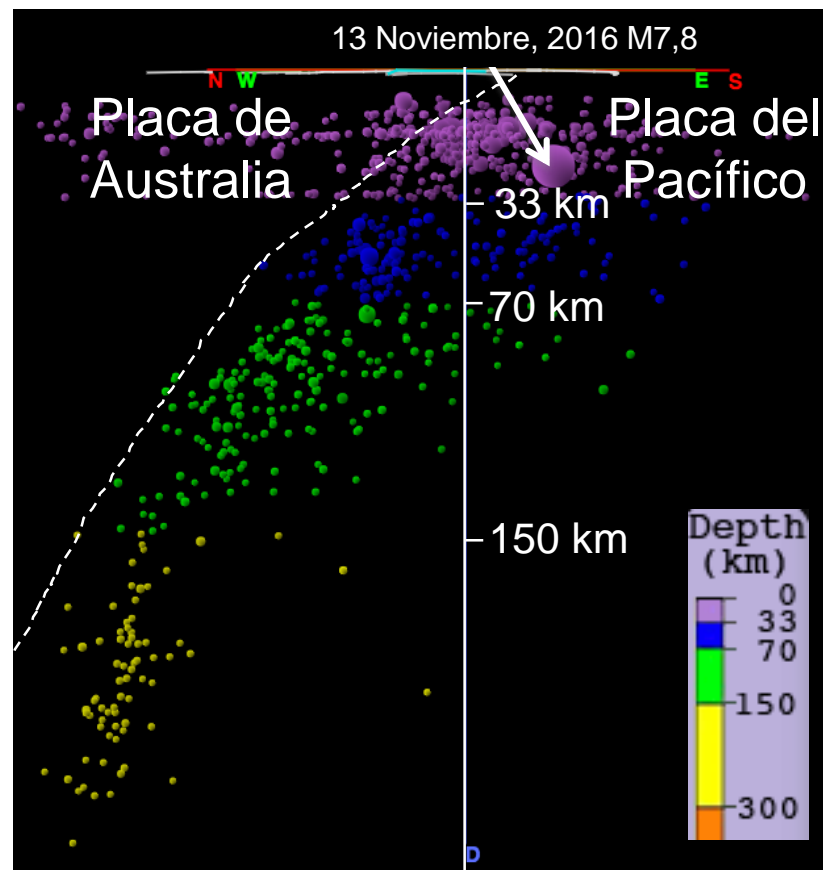 13 Noviembre, 2016 M7,8
N W E S
Placa de
Australia
Placa del
Pacífico
33 km
70 km
150 km
D
Depth
(km)
0
33
70
150
300